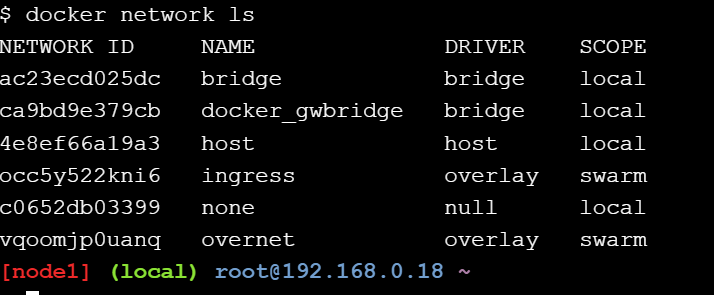 $ docker network ls
NETWORK ID     NAME              DRIVER    SCOPE
ac23ecd025dc   bridge            bridge    local
ca9bd9e379cb   docker_gwbridge   bridge    local
4e8ef66a19a3   host              host      local
occ5y522kni6   ingress           overlay   swarm
c0652db03399   none              null      local
vqoomjp0uanq   overnet           overlay   swarm
[node1] (local) root@192.168.0.18 ~